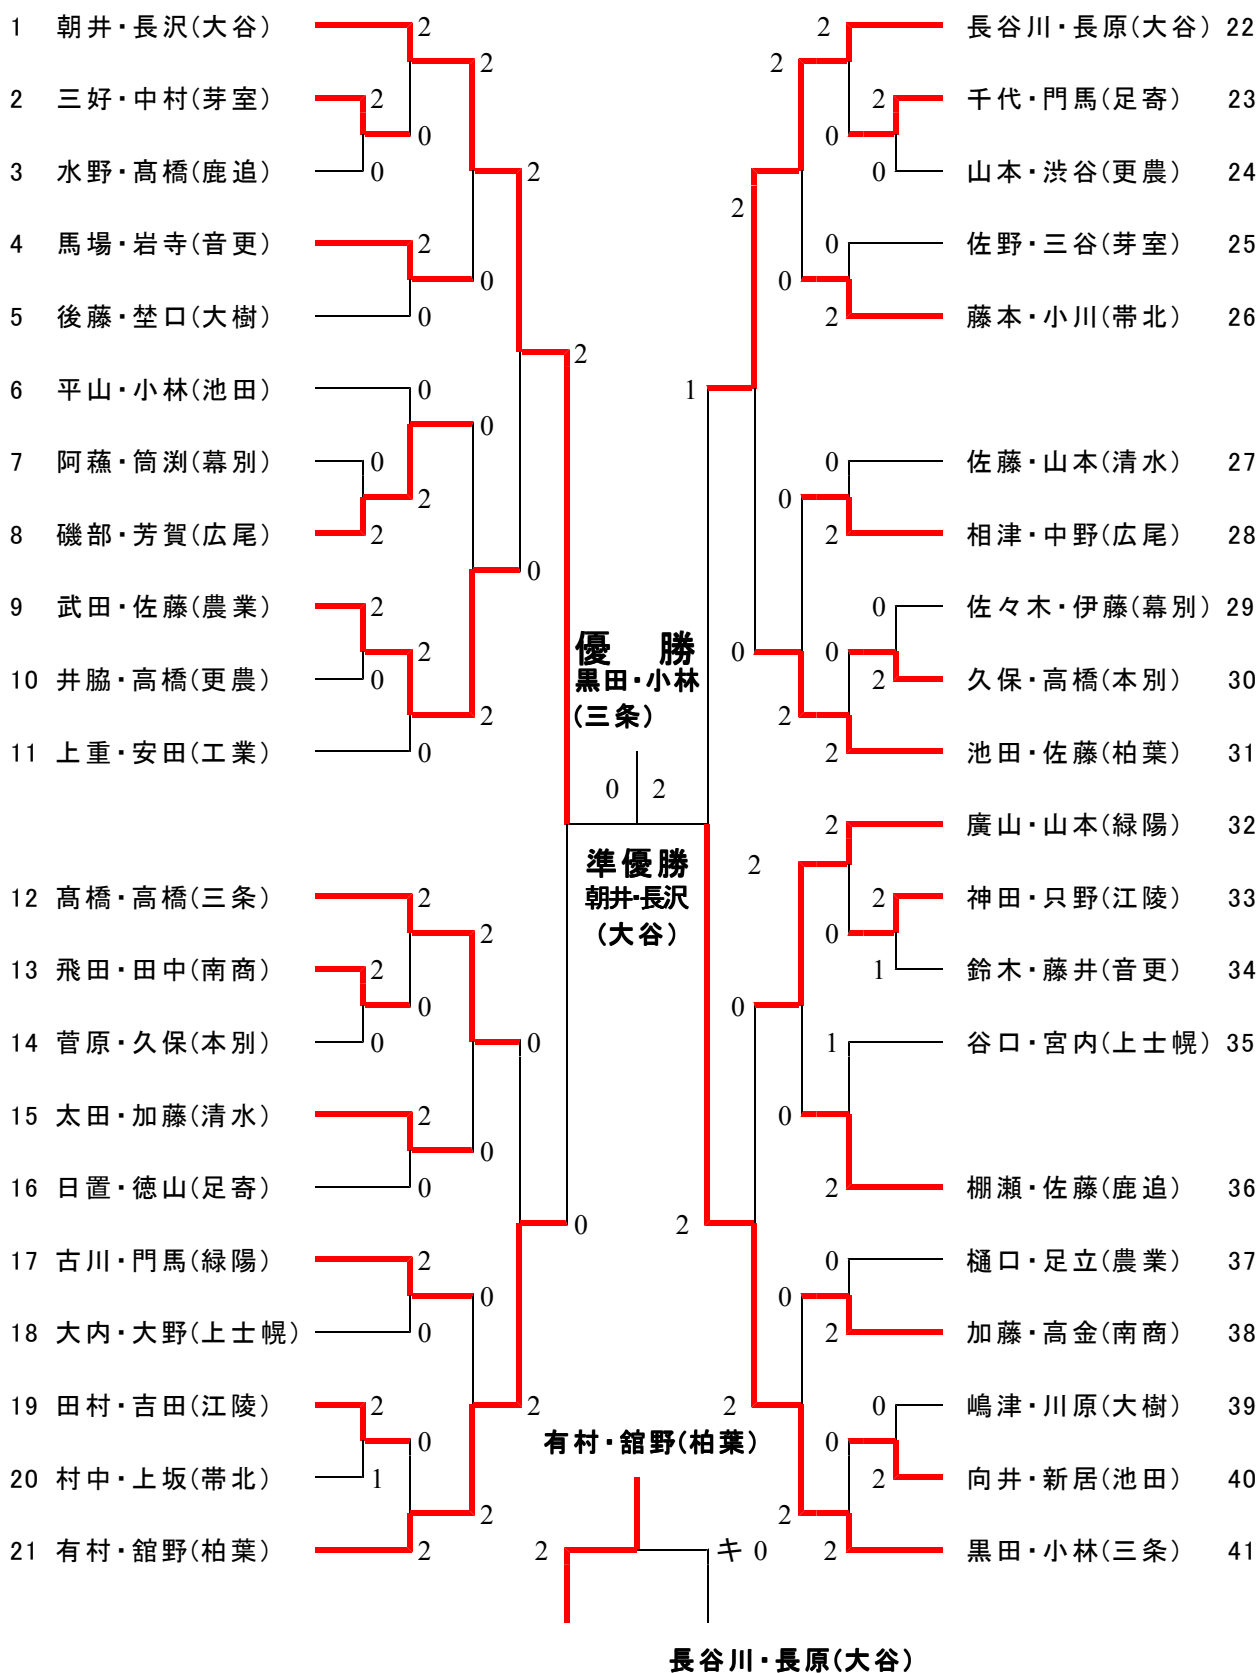 1 朝井・長沢(大谷) 2
2
2 三好・中村(芽室) 2
0
3 水野・髙橋(鹿追) 0
2
4 馬場・岩寺(音更) 2
0
5 後藤・埜口(大樹) 0
2
6 平山・小林(池田) 0
0
7 阿蕪・筒渕(幕別) 0
2
8 磯部・芳賀(広尾) 2
0
9 武田・佐藤(農業) 2
2
10 井脇・高橋(更農) 0
2
11 上重・安田(工業) 0
12 髙橋・高橋(三条) 2
2
13 飛田・田中(南商) 2
0
14 菅原・久保(本別) 0
0
15 太田・加藤(清水) 2
0
16 日置・徳山(足寄) 0
0
17 古川・門馬(緑陽) 2
0
18 大内・大野(上士幌) 0
19 田村・吉田(江陵) 2
2
0
20 村中・上坂(帯北) 1
2
21 有村・舘野(柏葉) 2
優 勝
黒田・小林
(三条)
0 2
準優勝
朝井・長沢
(大谷)
有村・舘野(柏葉)
2 キ 0
長谷川・長原(大谷)
2 長谷川・長原(大谷) 22
2
2 千代・門馬(足寄) 23
0
0 山本・渋谷(更農) 24
2
0 佐野・三谷(芽室) 25
0
2 藤本・小川(帯北) 26
1
0 佐藤・山本(清水) 27
0
2 相津・中野(広尾) 28
0 佐々木・伊藤(幕別) 29
0
0
2 久保・高橋(本別) 30
2
2 池田・佐藤(柏葉) 31
2 廣山・山本(緑陽) 32
2
2 神田・只野(江陵) 33
0
1 鈴木・藤井(音更) 34
0
1 谷口・宮内(上士幌) 35
0
2 棚瀬・佐藤(鹿追) 36
2
0 樋口・足立(農業) 37
0
2 加藤・高金(南商) 38
2
0 嶋津・川原(大樹) 39
0
2 向井・新居(池田) 40
2
2 黒田・小林(三条) 41